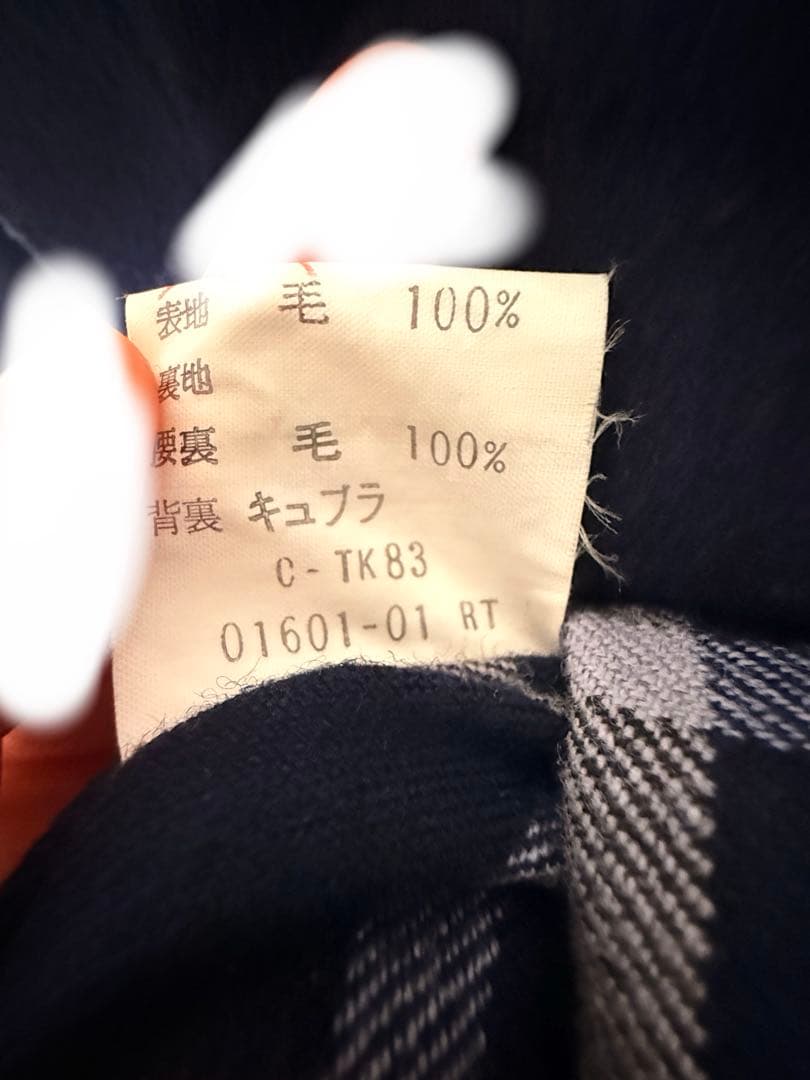 表地 毛 100%
裏地
腰裏 毛 100%
背裏 キュプラ
C-TK83
01601-01 RT